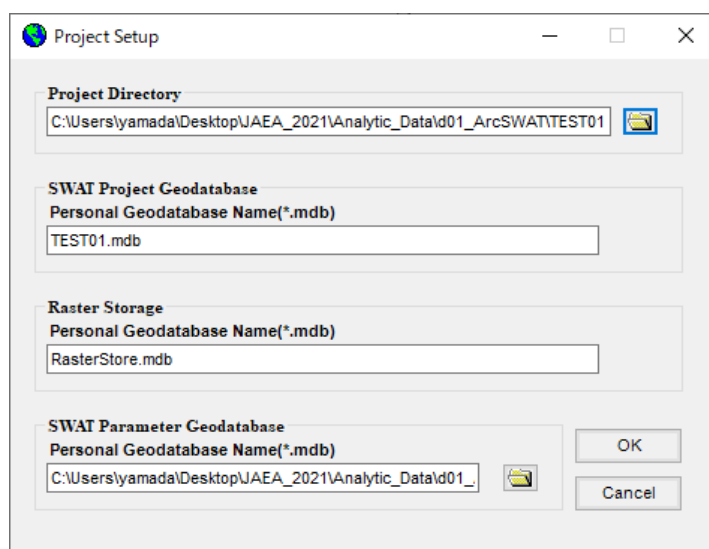 Project Setup
Project Directory
C:\Users\yamada\Desktop\JAEA_2021\Analytic_Data\d01_ArcSWAT\TEST01
SWAT Project Geodatabase
Personal Geodatabase Name(*.mdb)
TEST01.mdb
Raster Storage
Personal Geodatabase Name(*.mdb)
RasterStore.mdb
SWAT Parameter Geodatabase
Personal Geodatabase Name(*.mdb)
C:\Users\yamada\Desktop\JAEA_2021\Analytic_Data\d01_
OK
Cancel